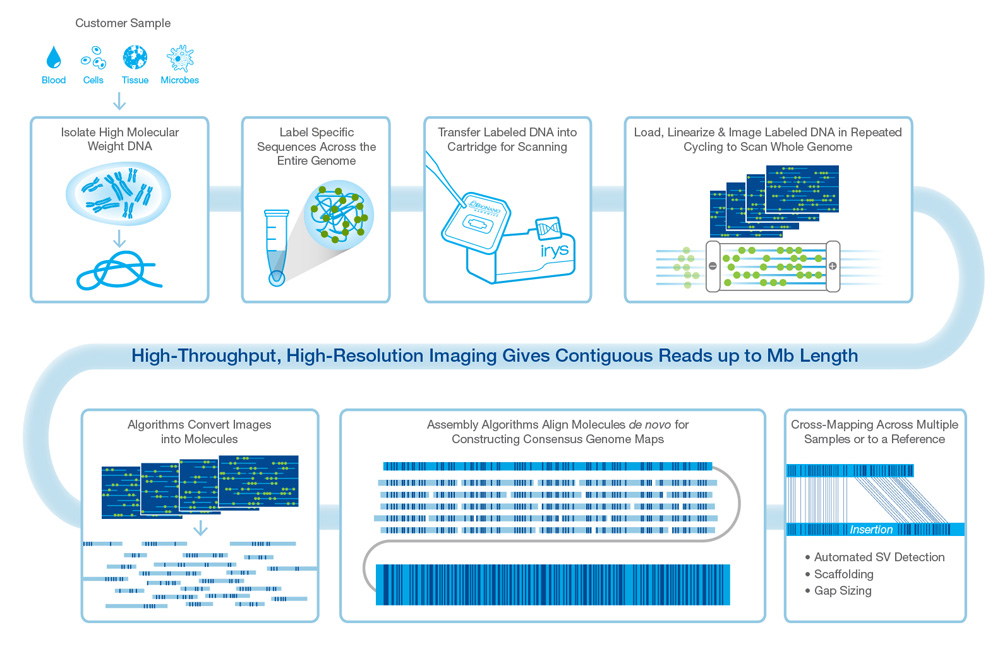 Customer Sample
Blood
Cells
Tissue
Microbes
Isolate High Molecular
Weight DNA
Label Specific
Sequences Across the
Entire Genome
Transfer Labeled DNA into
Cartridge for Scanning
BIONANO
GENOMICS
irys
Load, Linearize & Image Labeled DNA in Repeated
Cycling to Scan Whole Genome
High-Throughput, High-Resolution Imaging Gives Contiguous Reads up to Mb Length
Algorithms Convert Images
into Molecules
Assembly Algorithms Align Molecules de novo for
Constructing Consensus Genome Maps
Cross-Mapping Across Multiple
Samples or to a Reference
Insertion
• Automated SV Detection
• Scaffolding
• Gap Sizing